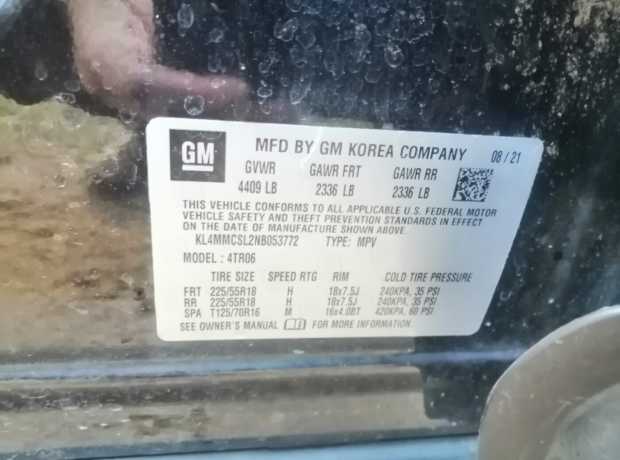 GM MFD BY GM KOREA COMPANY 08 / 21
GVWR GAWR FRT GAWR RR
4409 LB 2336 LB 2336 LB
THIS VEHICLE CONFORMS TO ALL APPLICABLE U.S. FEDERAL MOTOR
VEHICLE SAFETY AND THEFT PREVENTION STANDARDS IN EFFECT
ON THE DATE OF MANUFACTURE SHOWN ABOVE.
KL4MMCSL2NB053772 TYPE: MPV
MODEL : 4TR06
TIRE SIZE SPEED RTG RIM COLD TIRE PRESSURE
FRT 225/55R18 H 18x7.5J 240KPA, 35 PSI
RR 225/55R18 H 18x7.5J 240KPA, 35 PSI
SPA T125/70R16 M 16x4.0BT 420KPA, 60 PSI
SEE OWNER'S MANUAL FOR MORE INFORMATION